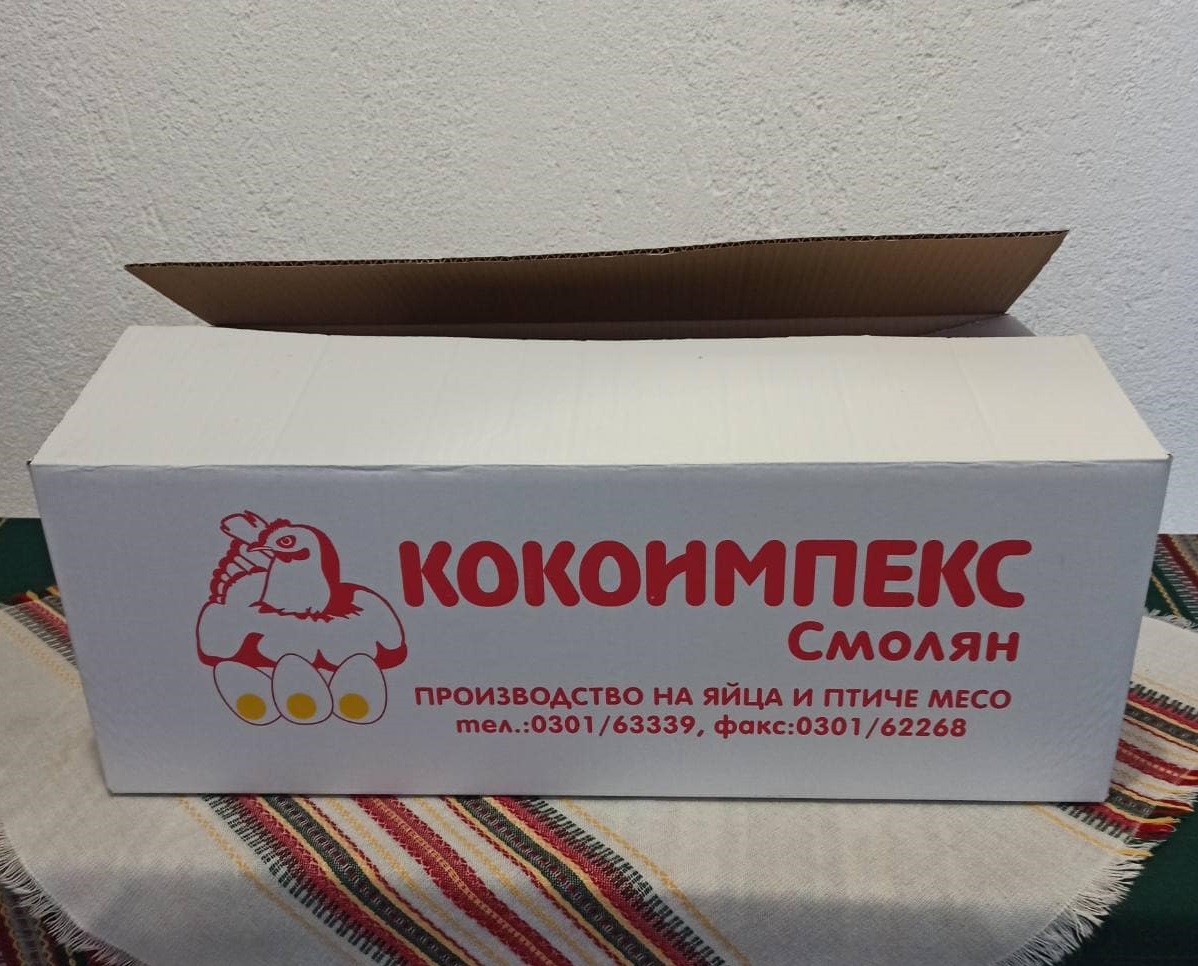 КОКОИМПЕКС
Смолян
ПРОИЗВОДСТВО НА ЯЙЦА И ПТИЧЕ МЕСО
тел.:0301/63339, факс:0301/62268